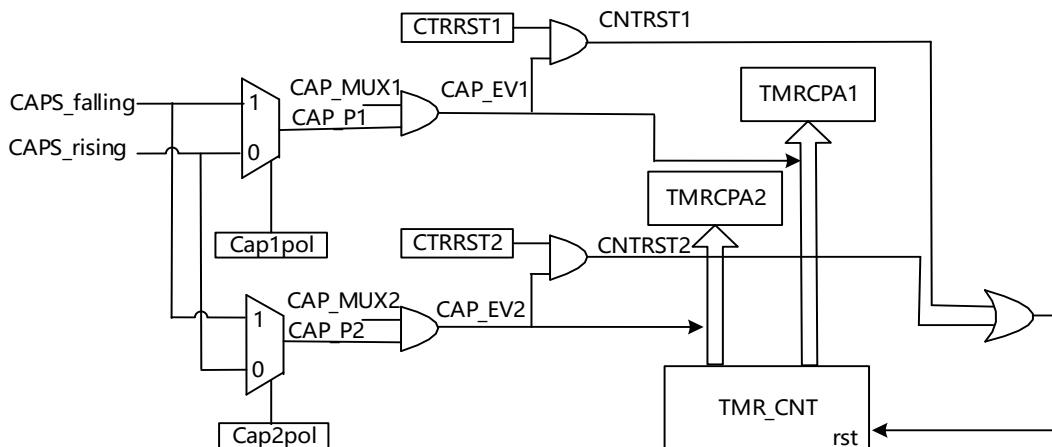 CTRRST1
CNTRST1
CAPS_falling
1
CAP_MUX1
CAP_P1
CAP_EV1
TMRCPA1
CAPS_rising
0
TMRCPA2
Cap1pol
CTRRST2
CNTRST2
1
CAP_MUX2
CAP_P2
CAP_EV2
0
TMR_CNT
Cap2pol
rst